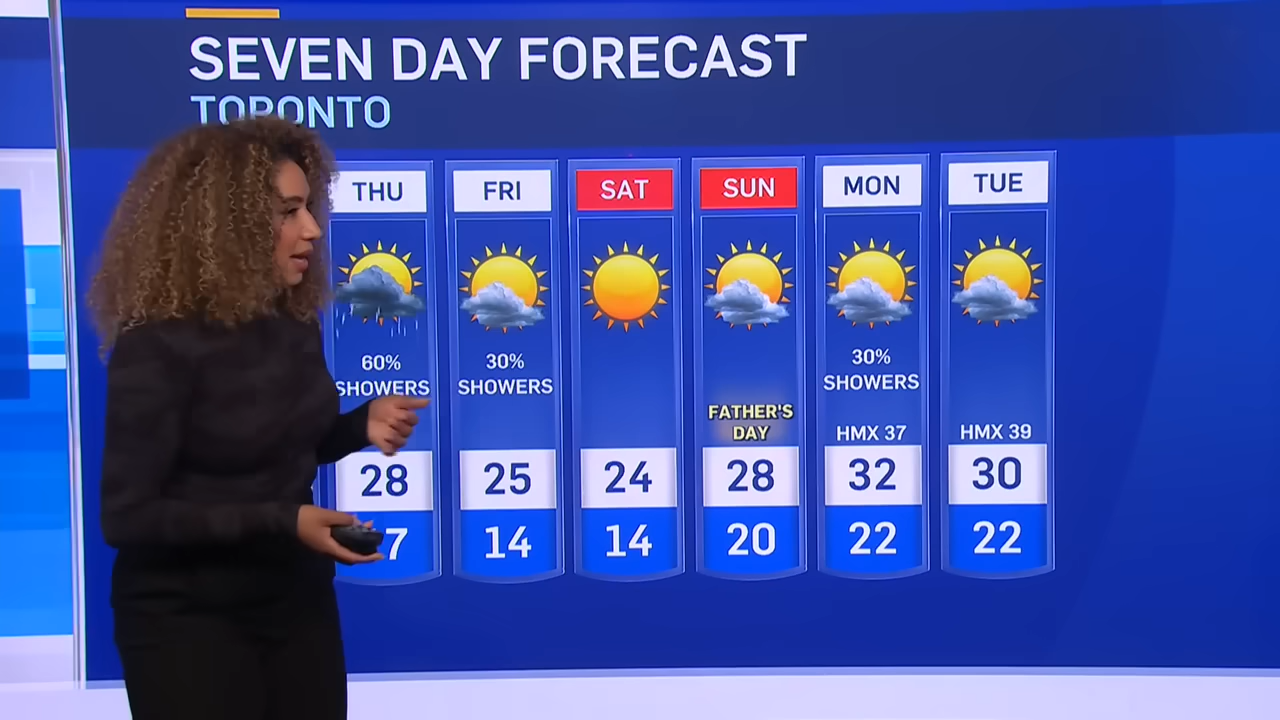 SEVEN DAY FORECAST
TORONTO
THU
FRI
SAT
SUN
MON
TUE
60%
SHOWERS
30%
SHOWERS
30%
SHOWERS
FATHER'S
DAY
HMX 37
HMX 39
28
25
24
28
32
30
7
14
14
20
22
22